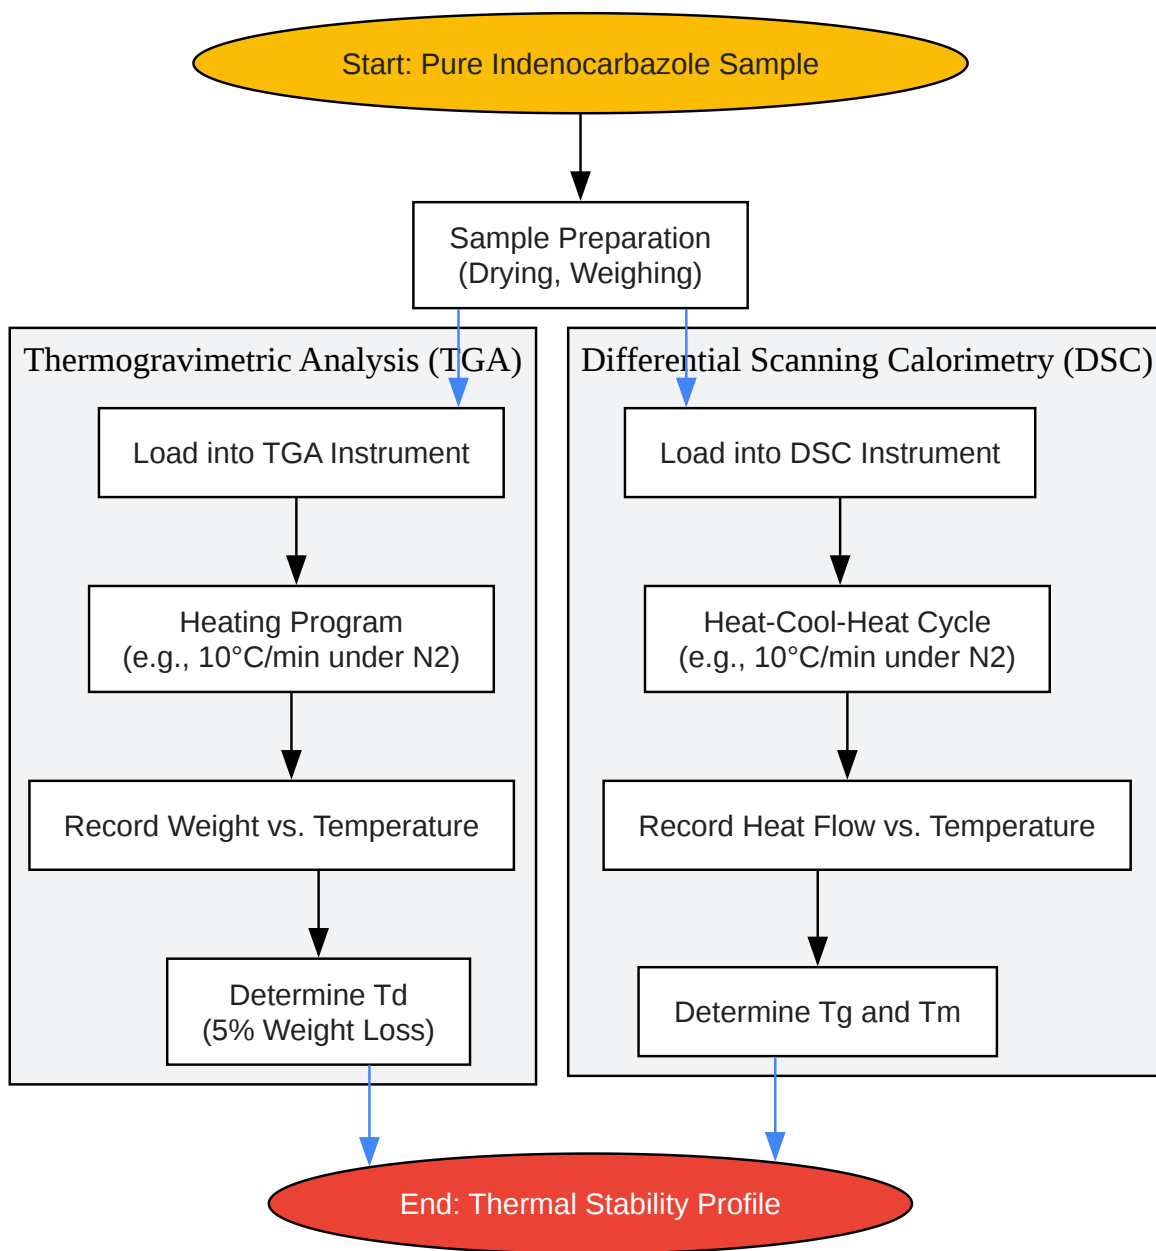 Start: Pure Indenocarbazole Sample
Sample Preparation
(Drying, Weighing)
Thermogravimetric Analysis (TGA)
Load into TGA Instrument
Heating Program
(e.g., 10°C/min under N2)
Record Weight vs. Temperature
Determine Td
(5% Weight Loss)
Differential Scanning Calorimetry (DSC)
Load into DSC Instrument
Heat-Cool-Heat Cycle
(e.g., 10°C/min under N2)
Record Heat Flow vs. Temperature
Determine Tg and Tm
End: Thermal Stability Profile